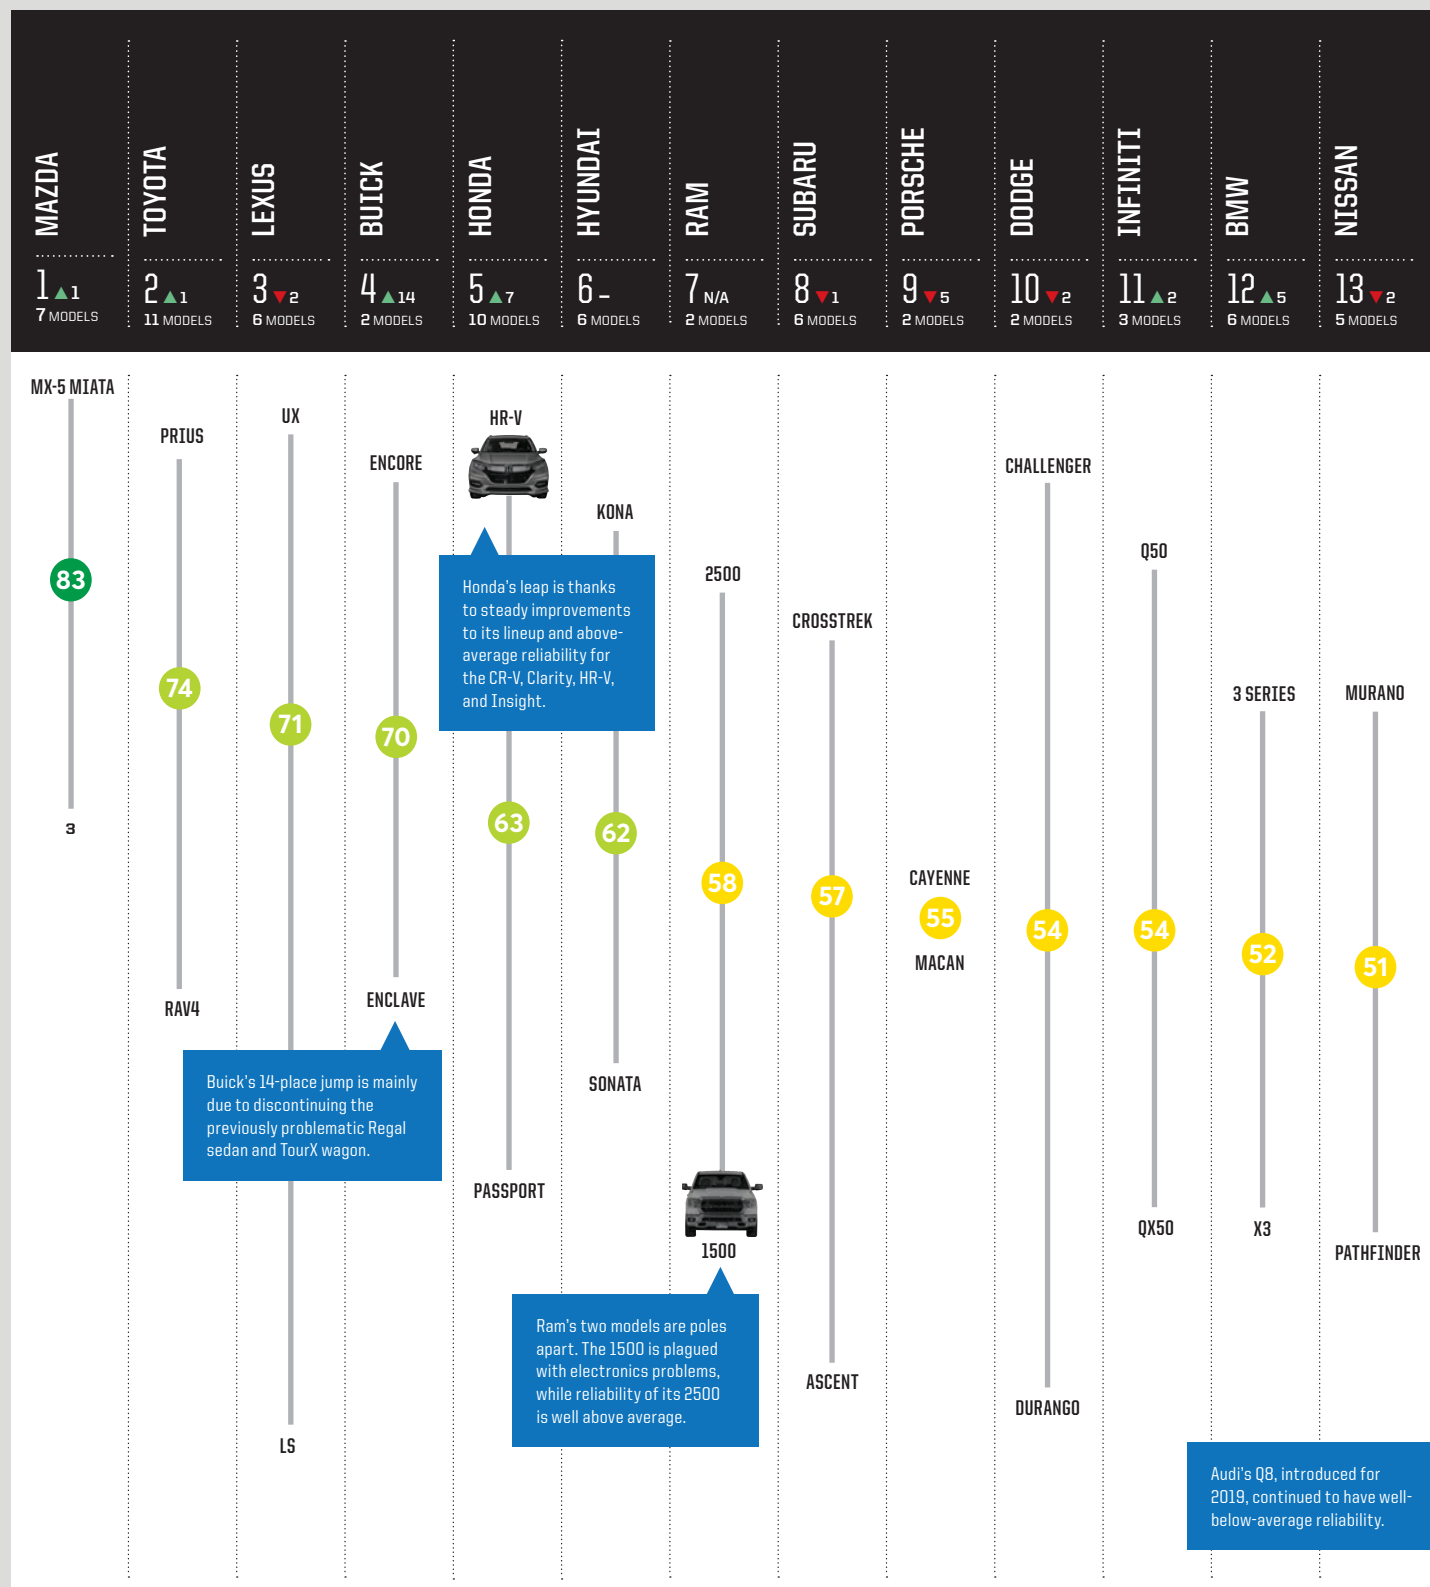 MAZDA
1 ▲1
7 MODELS
TOYOTA
2 ▲1
11 MODELS
LEXUS
3 ▼2
6 MODELS
BUICK
4 ▲14
2 MODELS
HONDA
5 ▲7
10 MODELS
HYUNDAI
6 –
6 MODELS
RAM
7 N/A
2 MODELS
SUBARU
8 ▼1
6 MODELS
PORSCHE
9 ▼5
2 MODELS
DODGE
10 ▼2
2 MODELS
INFINITI
11 ▲2
3 MODELS
BMW
12 ▲5
6 MODELS
NISSAN
13 ▼2
5 MODELS
MX-5 MIATA
83
3
PRIUS
74
RAV4
UX
71
LS
ENCORE
70
ENCLAVE
Buick's 14-place jump is mainly
due to discontinuing the
previously problematic Regal
sedan and TourX wagon.
HR-V
Honda's leap is thanks
to steady improvements
to its lineup and above-
average reliability for
the CR-V, Clarity, HR-V,
and Insight.
63
PASSPORT
KONA
62
SONATA
2500
58
1500
Ram's two models are poles
apart. The 1500 is plagued
with electronics problems,
while reliability of its 2500
is well above average.
CROSSTREK
57
ASCENT
CAYENNE
55
MACAN
CHALLENGER
54
DURANGO
Q50
54
QX50
3 SERIES
52
X3
MURANO
51
PATHFINDER
Audi's Q8, introduced for
2019, continued to have well-
below-average reliability.